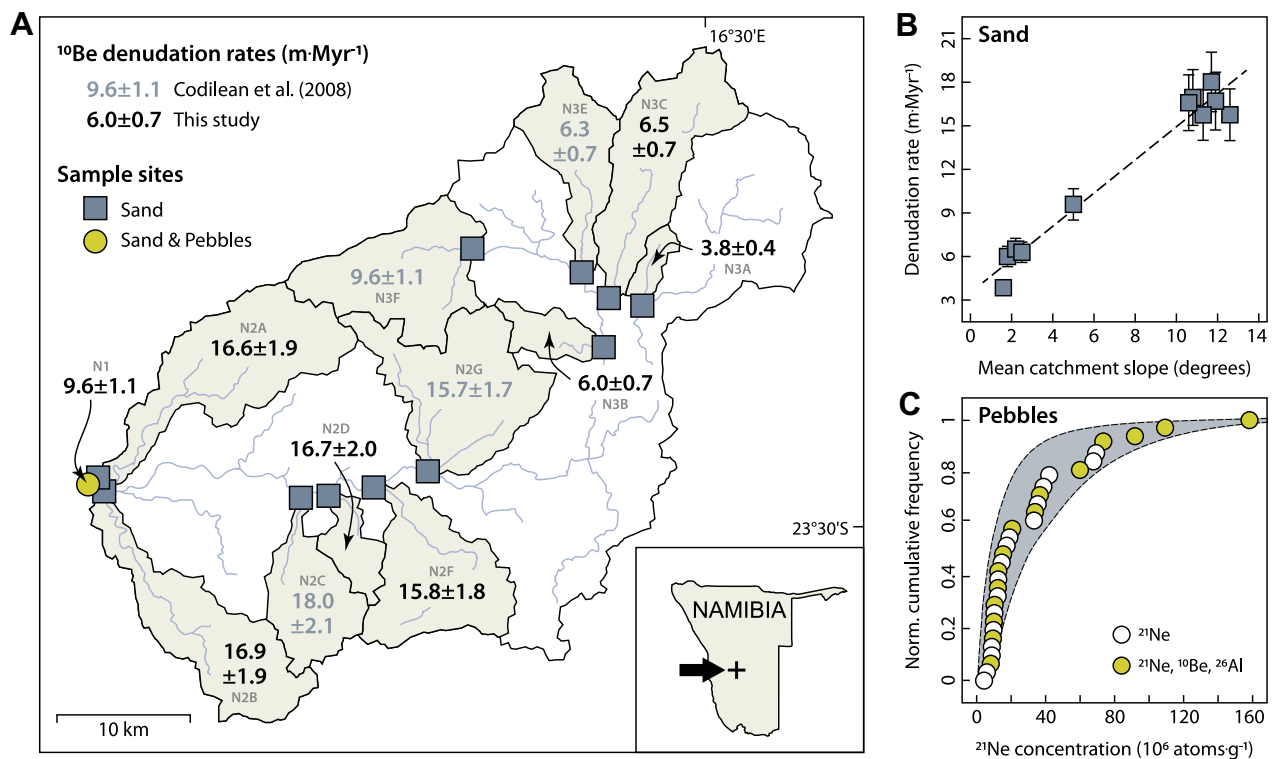 A
¹⁰Be denudation rates (m·Myr⁻¹)
9.6±1.1 Codilean et al. (2008)
6.0±0.7 This study
Sample sites
Sand
Sand & Pebbles
16°30'E
N3E
6.3
±0.7
N3C
6.5
±0.7
3.8±0.4
N3A
9.6±1.1
N3F
N2A
16.6±1.9
N1
9.6±1.1
N2G
15.7±1.7
6.0±0.7
N3B
N2D
16.7±2.0
23°30'S
N2C
18.0
±2.1
N2F
15.8±1.8
16.9
±1.9
N2B
10 km
NAMIBIA
B
Sand
Denudation rate (m·Myr⁻¹)
21
18
15
12
9
6
3
0 2 4 6 8 10 12 14
Mean catchment slope (degrees)
C
Pebbles
Norm. cumulative frequency
1
0.8
0.6
0.4
0.2
0
²¹Ne
²¹Ne, ¹⁰Be, ²⁶Al
0 40 80 120 160
²¹Ne concentration (10⁶ atoms·g⁻¹)